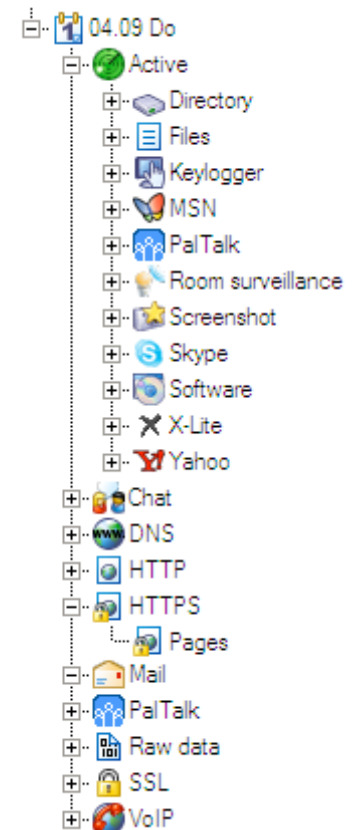 04.09 Do
Active
Directory
Files
Keylogger
MSN
PalTalk
Room surveillance
Screenshot
Skype
Software
X-Lite
Yahoo
Chat
DNS
HTTP
HTTPS
Pages
Mail
PalTalk
Raw data
SSL
VoIP